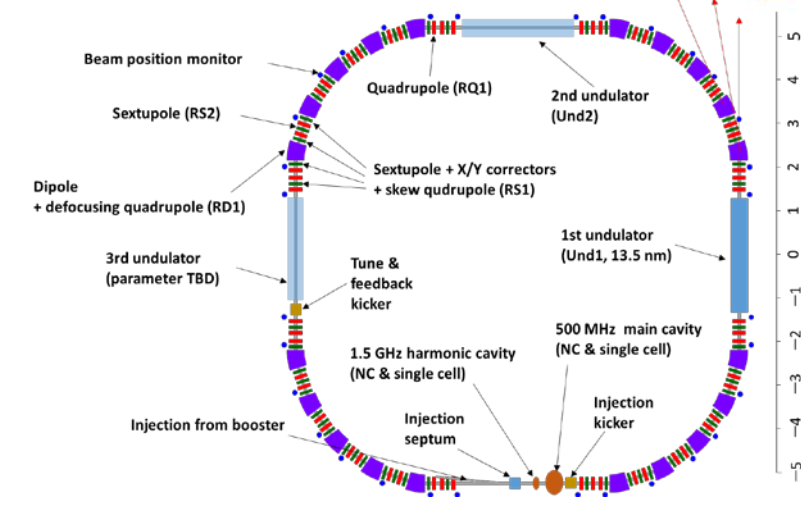 Beam position monitor
Quadrupole (RQ1)
2nd undulator
(Und2)
Sextupole (RS2)
Sextupole + X/Y correctors
+ skew qudrupole (RS1)
Dipole
+ defocusing quadrupole (RD1)
3rd undulator
(parameter TBD)
Tune &
feedback
kicker
1st undulator
(Und1, 13.5 nm)
1.5 GHz harmonic cavity
(NC & single cell)
500 MHz main cavity
(NC & single cell)
Injection from booster
Injection
septum
Injection
kicker
5
4
3
2
1
0
−1
−2
−3
−4
−5